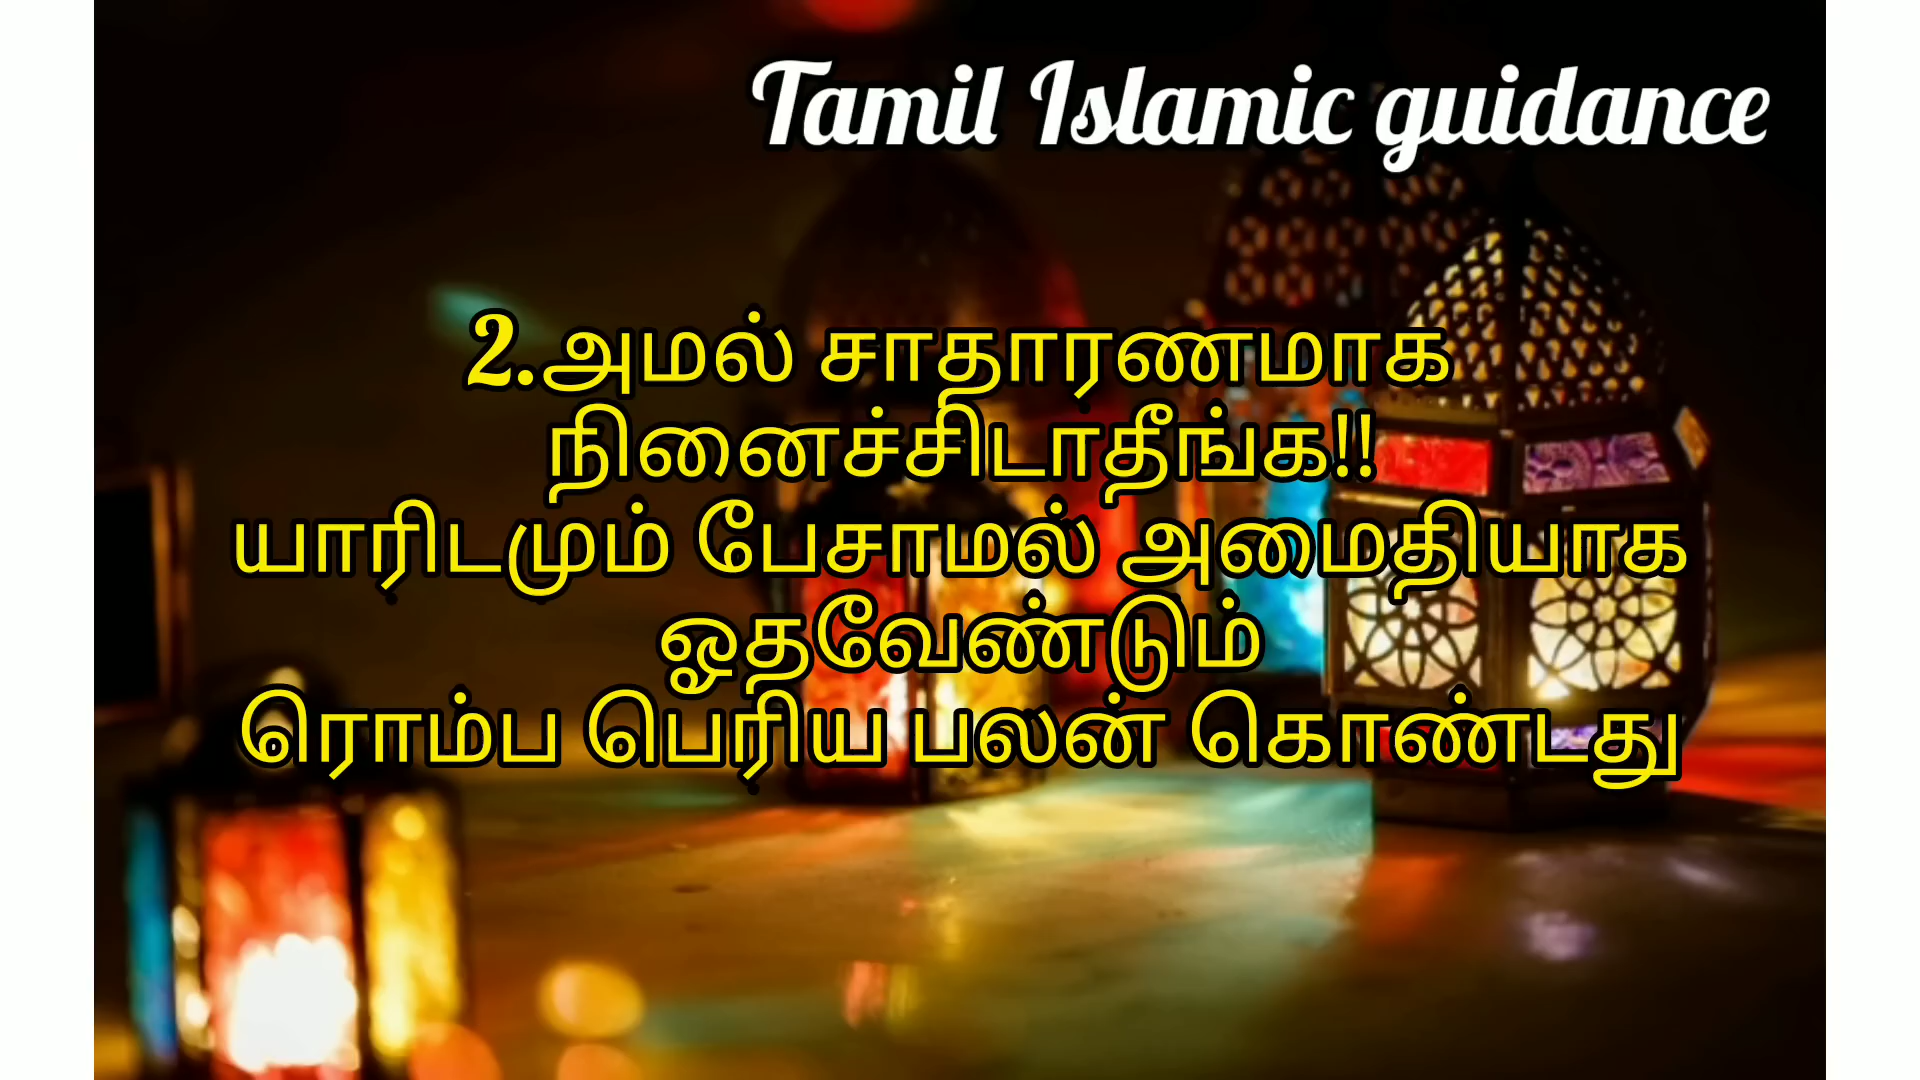 Tamil Islamic guidance
2.அமல் சாதாரணமாக
நினைச்சிடாதீங்க!!
யாரிடமும் பேசாமல் அமைதியாக
ஓதவேண்டும்
ரொம்ப பெரிய பலன் கொண்டது